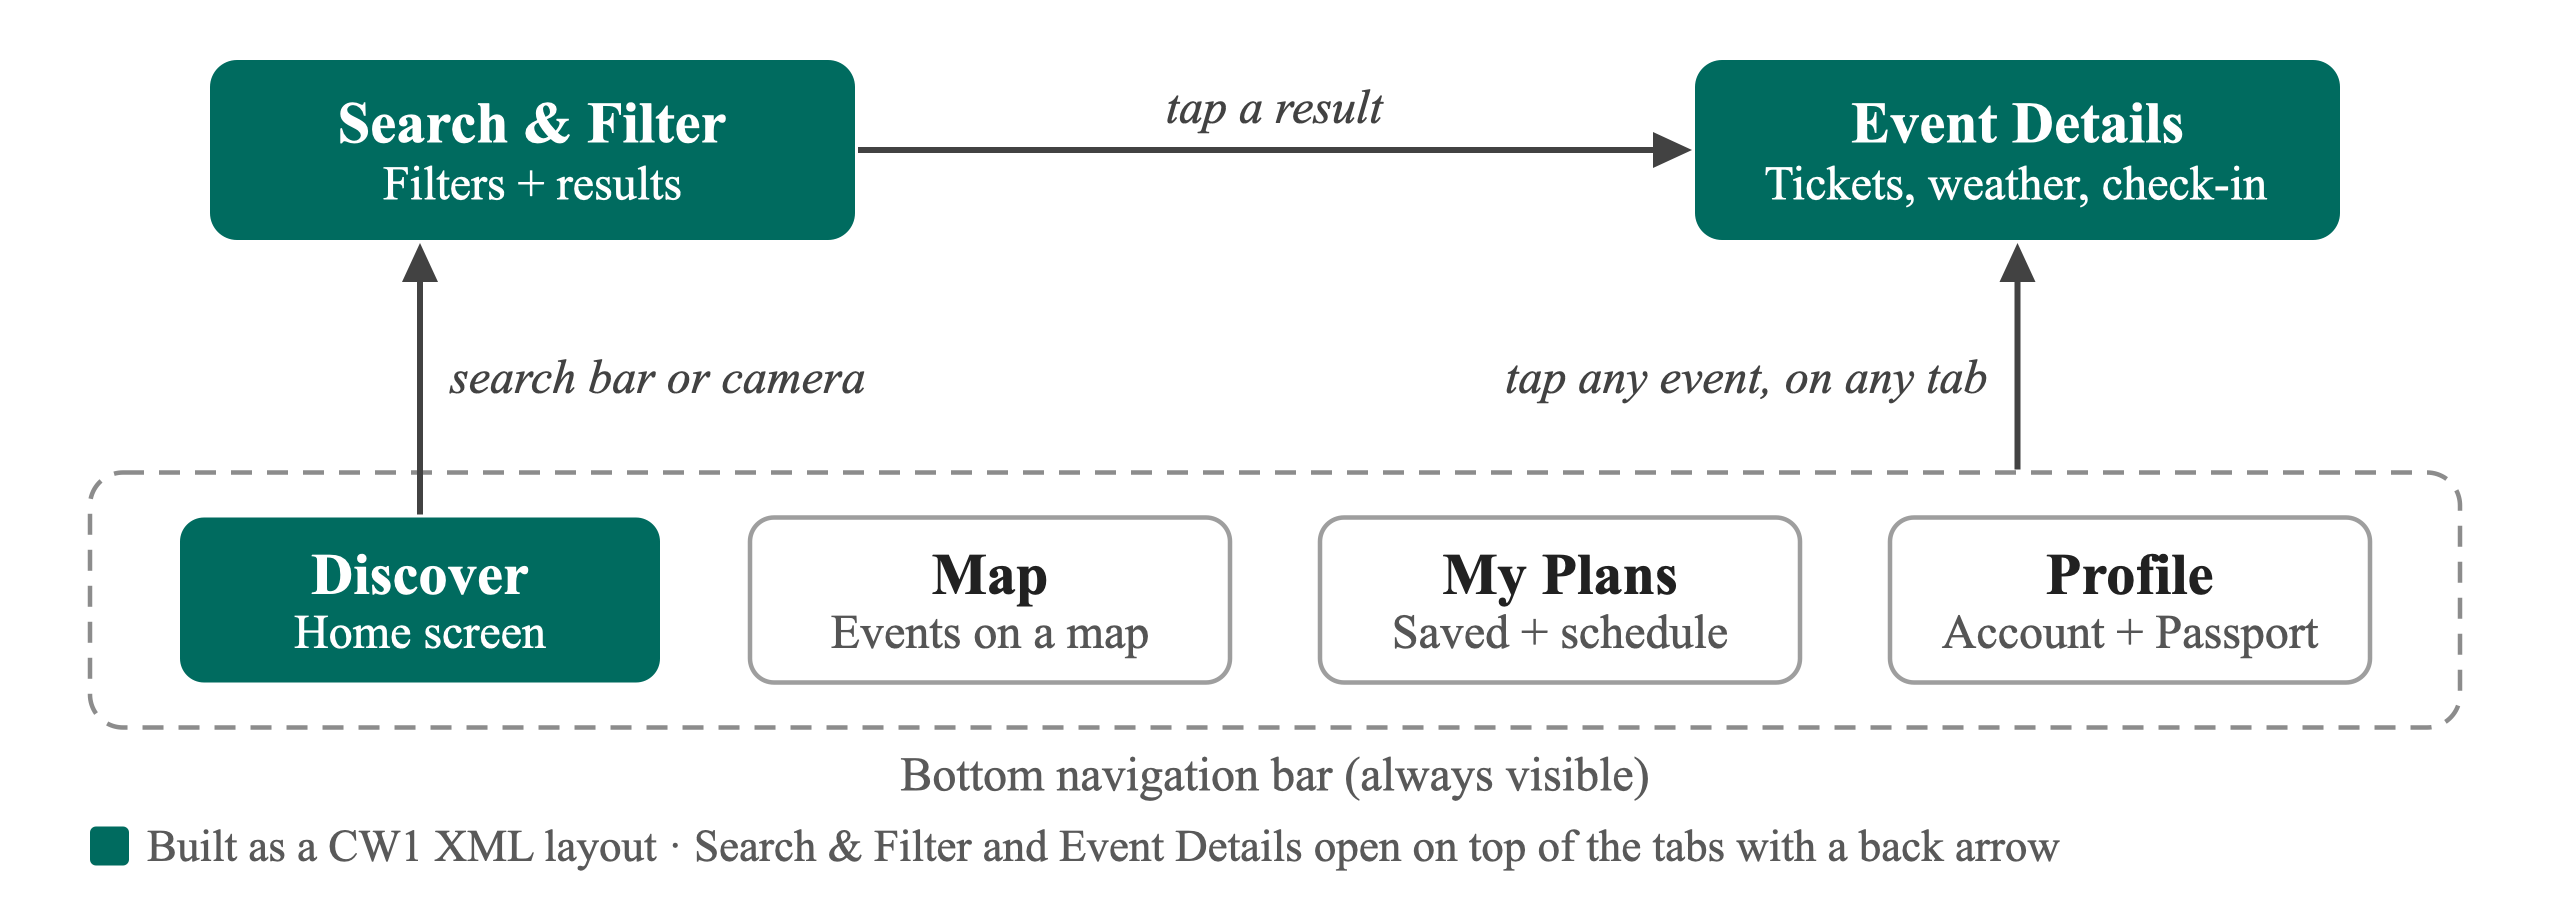 Search & Filter
Filters + results
tap a result
Event Details
Tickets, weather, check-in
search bar or camera
tap any event, on any tab
Discover
Home screen
Map
Events on a map
My Plans
Saved + schedule
Profile
Account + Passport
Bottom navigation bar (always visible)
Built as a CW1 XML layout · Search & Filter and Event Details open on top of the tabs with a back arrow